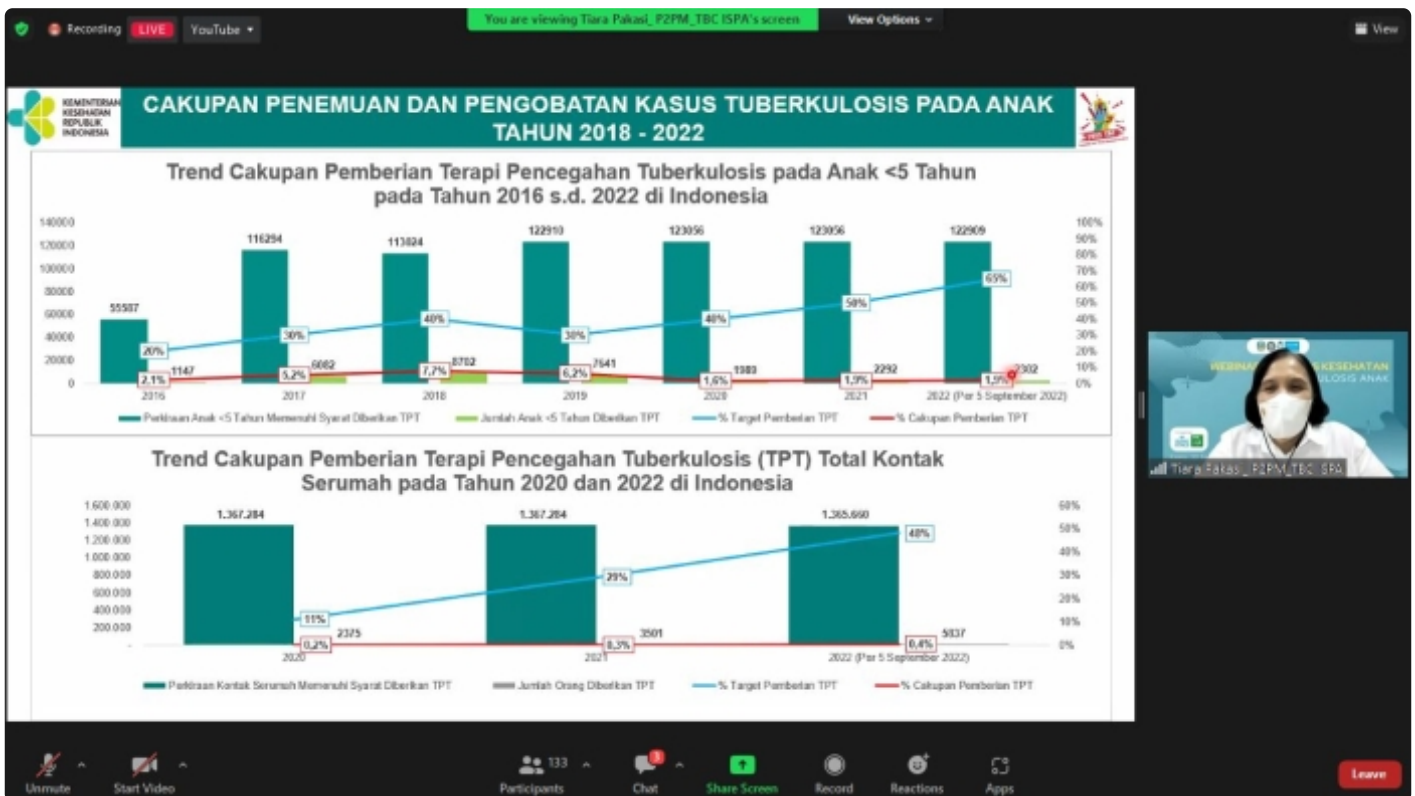 Recording LIVE YouTube
You are viewing Tiara Pakasi_ P2PM_TBC ISPA's screen View Options
View
KEMENTERIAN
KESEHATAN
REPUBLIK
INDONESIA
CAKUPAN PENEMUAN DAN PENGOBATAN KASUS TUBERKULOSIS PADA ANAK
TAHUN 2018 - 2022
Trend Cakupan Pemberian Terapi Pencegahan Tuberkulosis pada Anak <5 Tahun
pada Tahun 2016 s.d. 2022 di Indonesia
140000 100%
120000 90%
100000 80%
80000 70%
60000 60%
40000 50%
20000 40%
0 30%
20%
10%
0%
55587 116294 113824 122910 123056 123056 122909
20% 30% 40% 30% 40% 50% 65%
1147 6082 8702 7641 1983 2292 2302
2,1% 5,2% 7,7% 6,2% 1,6% 1,9% 1,9%
2016 2017 2018 2019 2020 2021 2022 (Per 5 September 2022)
Perkiraan Anak <5 Tahun Memenuhi Syarat Diberikan TPT Jumlah Anak <5 Tahun Diberikan TPT % Target Pemberian TPT % Cakupan Pemberian TPT
Trend Cakupan Pemberian Terapi Pencegahan Tuberkulosis (TPT) Total Kontak
Serumah pada Tahun 2020 dan 2022 di Indonesia
1.600.000 60%
1.400.000 50%
1.200.000 40%
1.000.000 30%
800.000 20%
600.000 10%
400.000 0%
200.000
-
1.367.284 1.367.284 1.365.660
11% 29% 48%
2375 3501 5837
0,2% 0,3% 0,4%
2020 2021 2022 (Per 5 September 2022)
Perkiraan Kontak Serumah Memenuhi Syarat Diberikan TPT Jumlah Orang Diberikan TPT % Target Pemberian TPT % Cakupan Pemberian TPT
WEBINAR KESEHATAN
Tiara Pakasi_ P2PM_TBC ISPA
133 3
Unmute Start Video Participants Chat Share Screen Record Reactions Apps Leave